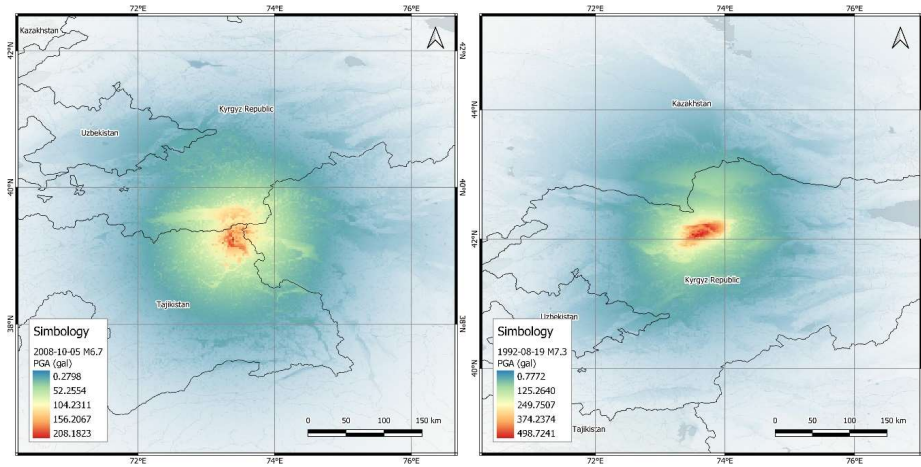 72°E 74°E 76°E
42°N
42°N
Kazakhstan
Kyrgyz Republic
Uzbekistan
40°N
40°N
Tajikistan
38°N
38°N
Simbology
2008-10-05 M6.7
PGA (gal)
0.2798
52.2554
104.2311
156.2067
208.1823
0 50 100 150 km
72°E 74°E 76°E
72°E 74°E 76°E
44°N
44°N
Kazakhstan
42°N
42°N
Kyrgyz Republic
Uzbekistan
40°N
40°N
Simbology
1992-08-19 M7.3
PGA (gal)
0.7772
125.2640
249.7507
374.2374
498.7241
Tajikistan
0 50 100 150 km
72°E 74°E 76°E